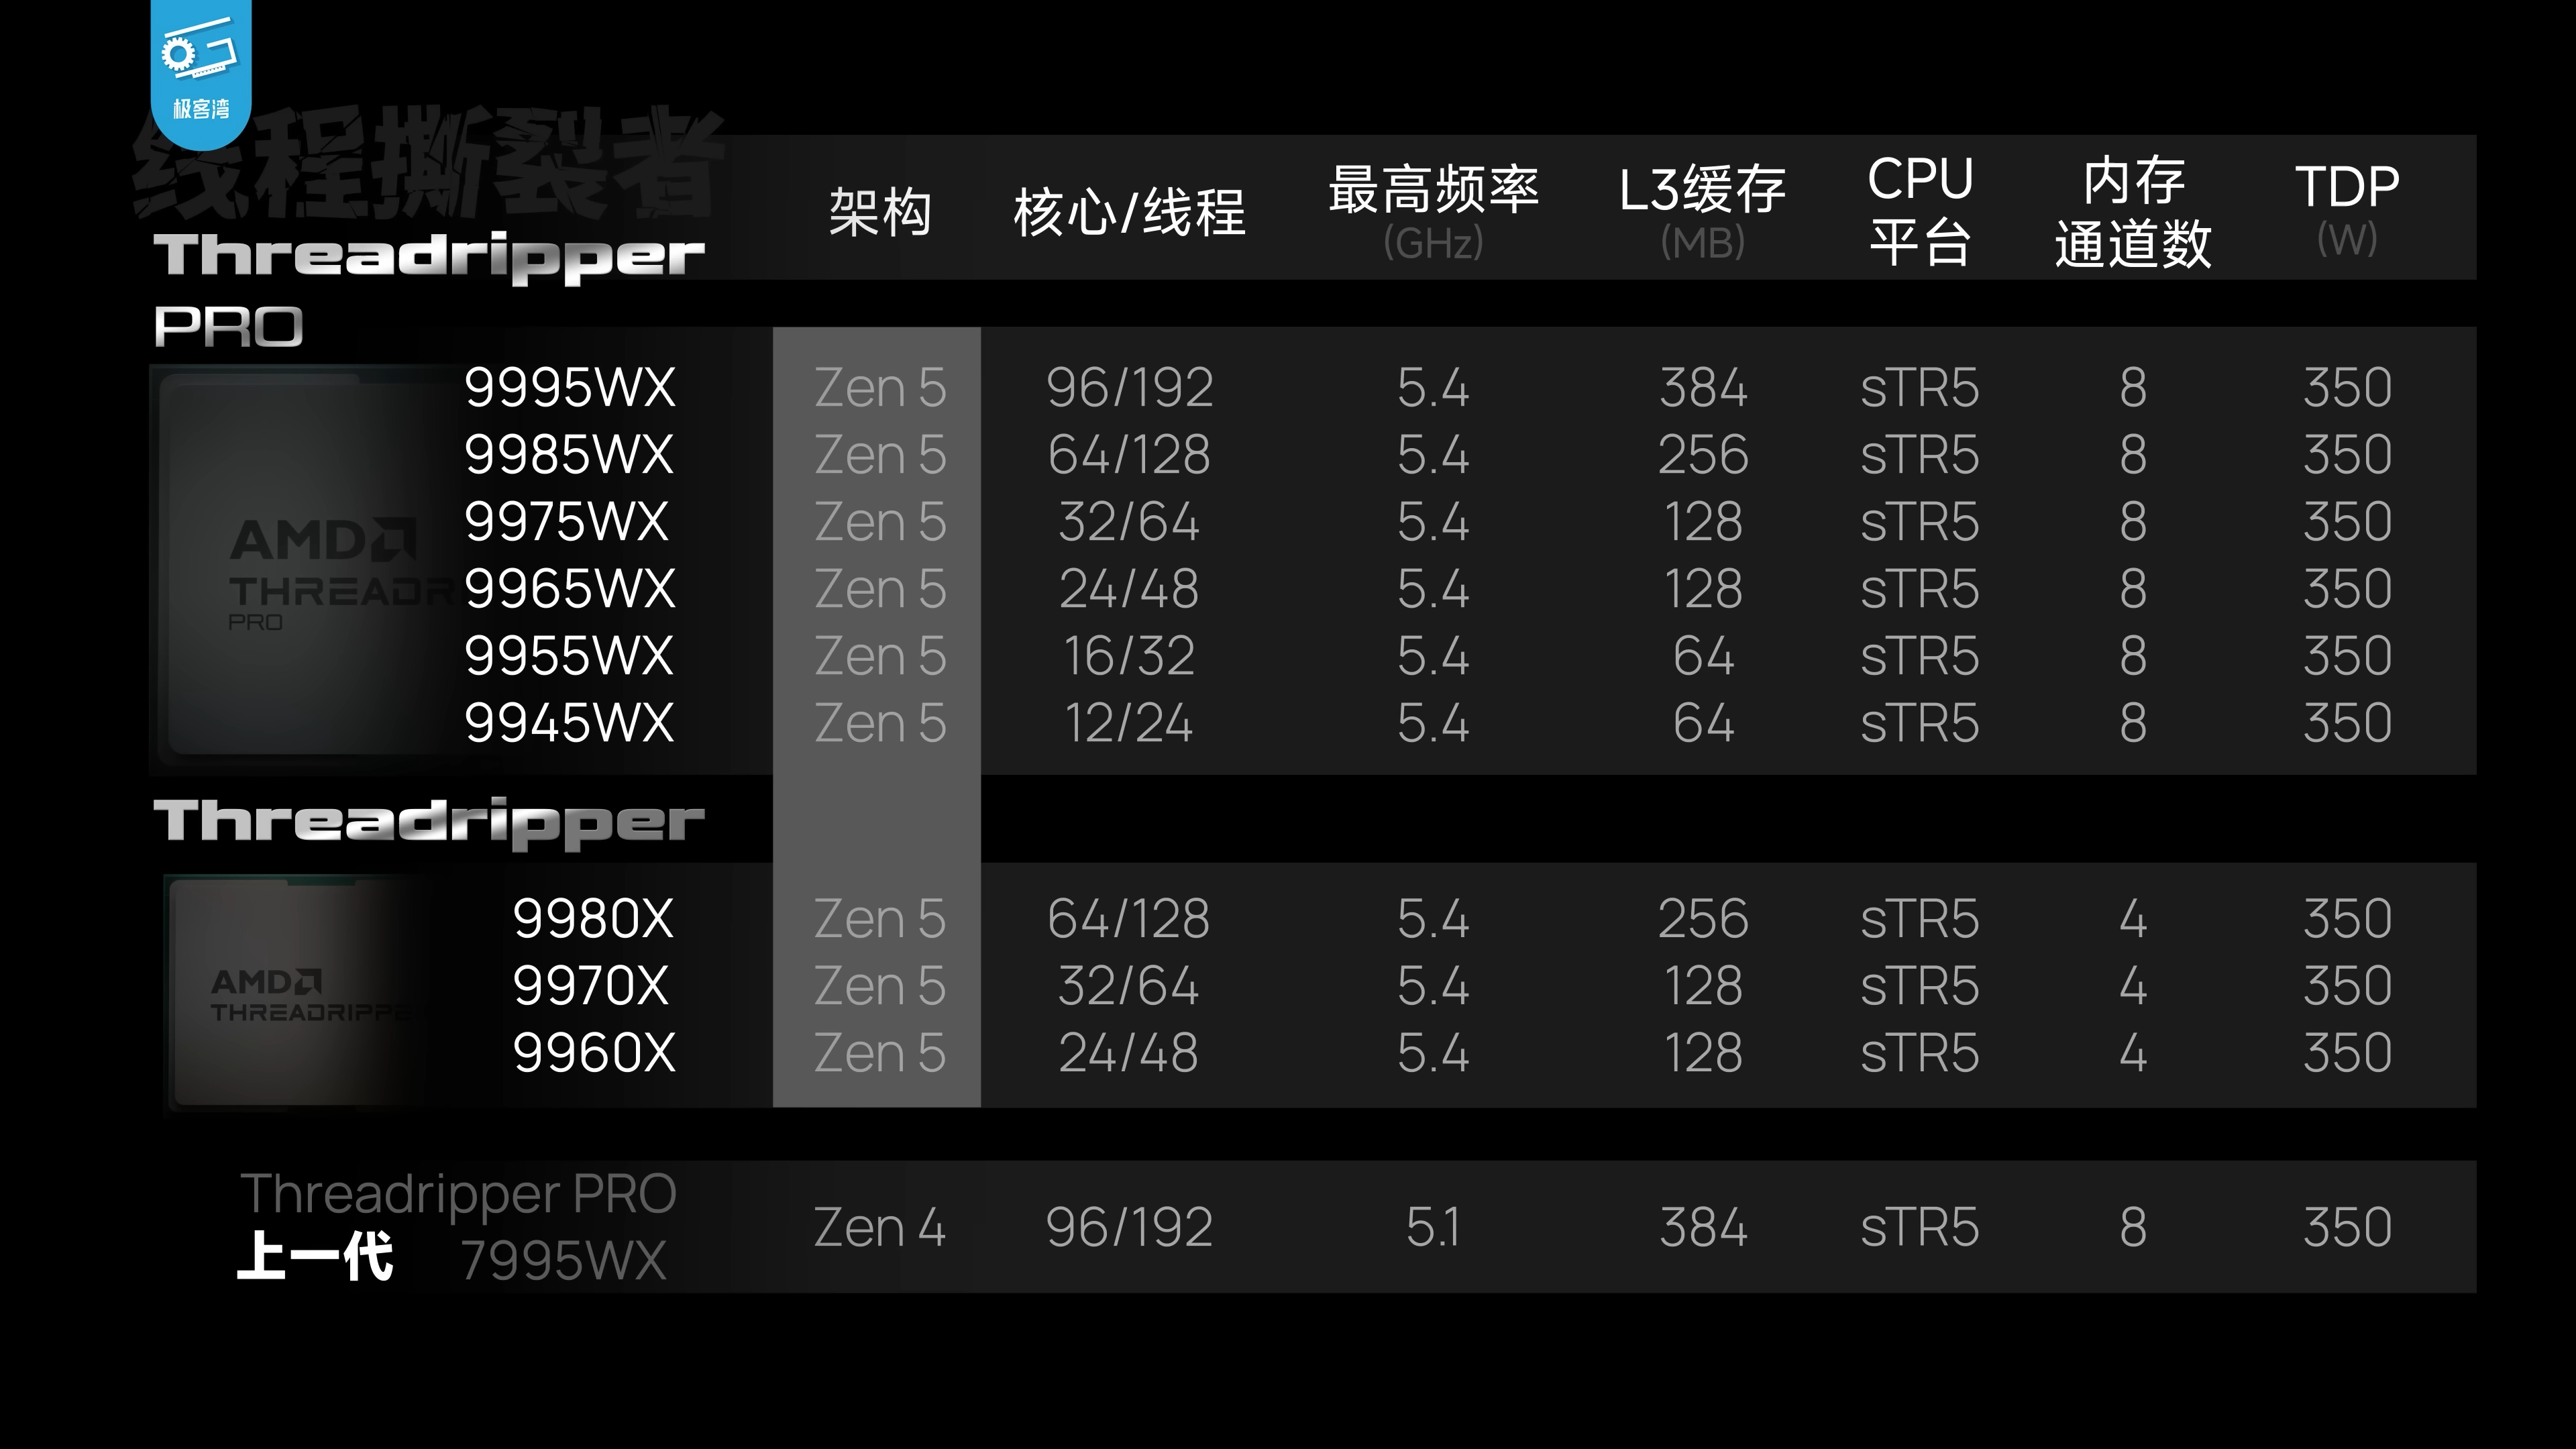 极客湾
线程撕裂者
架构 核心/线程 最高频率 (GHz) L3缓存 (MB) CPU 平台 内存 通道数 TDP (W)
Threadripper
PRO
9995WX Zen 5 96/192 5.4 384 sTR5 8 350
9985WX Zen 5 64/128 5.4 256 sTR5 8 350
9975WX Zen 5 32/64 5.4 128 sTR5 8 350
9965WX Zen 5 24/48 5.4 128 sTR5 8 350
9955WX Zen 5 16/32 5.4 64 sTR5 8 350
9945WX Zen 5 12/24 5.4 64 sTR5 8 350
AMD
THREADR
PRO
Threadripper
9980X Zen 5 64/128 5.4 256 sTR5 4 350
9970X Zen 5 32/64 5.4 128 sTR5 4 350
9960X Zen 5 24/48 5.4 128 sTR5 4 350
AMD
THREADRIPPE
Threadripper PRO
上一代 7995WX Zen 4 96/192 5.1 384 sTR5 8 350